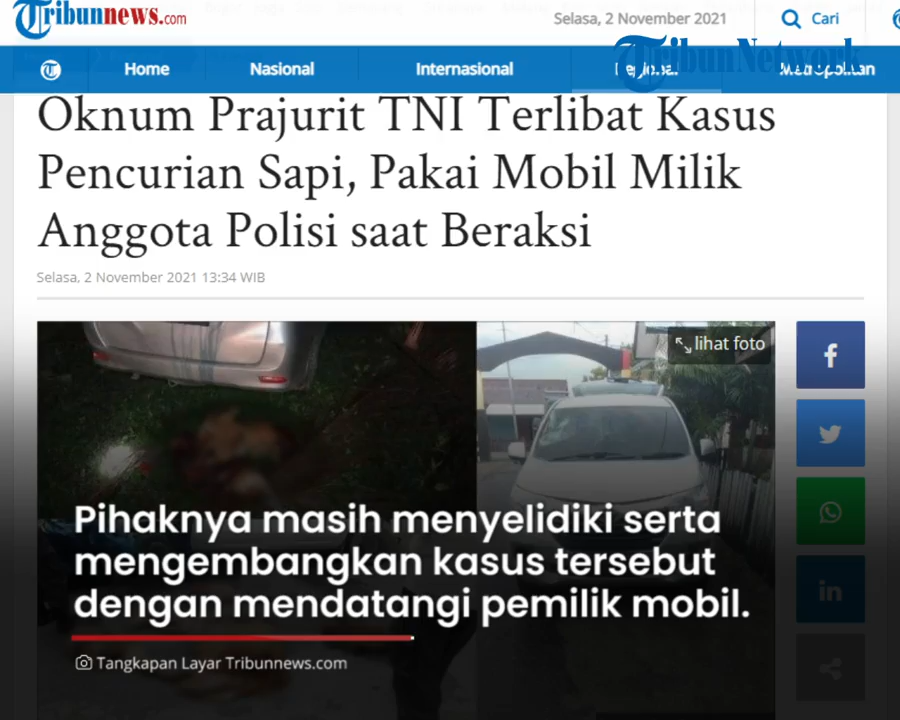 Tribunnews.com
Selasa, 2 November 2021
Cari
TribunNetwork
Home
Nasional
Internasional
Regional
Metropolitan
Oknum Prajurit TNI Terlibat Kasus
Pencurian Sapi, Pakai Mobil Milik
Anggota Polisi saat Beraksi
Selasa, 2 November 2021 13:34 WIB
lihat foto
Pihaknya masih menyelidiki serta
mengembangkan kasus tersebut
dengan mendatangi pemilik mobil.
Tangkapan Layar Tribunnews.com